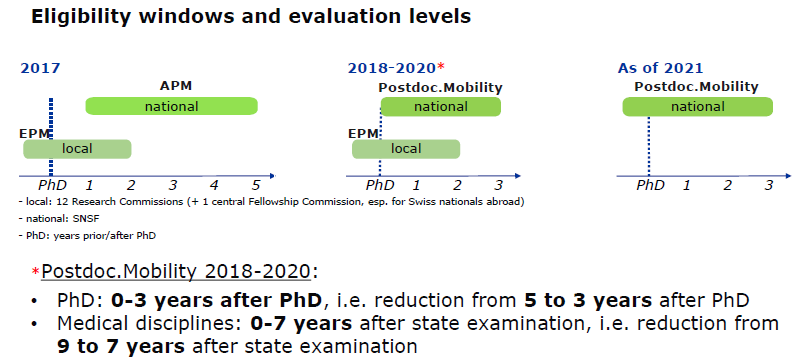 Eligibility windows and evaluation levels
2017
APM
national
EPM
local
PhD 1 2 3 4 5
2018-2020*
Postdoc.Mobility
national
EPM
local
PhD 1 2 3
As of 2021
Postdoc.Mobility
national
PhD 1 2 3
- local: 12 Research Commissions (+ 1 central Fellowship Commission, esp. for Swiss nationals abroad)
- national: SNSF
- PhD: years prior/after PhD
*Postdoc.Mobility 2018-2020:
• PhD: 0-3 years after PhD, i.e. reduction from 5 to 3 years after PhD
• Medical disciplines: 0-7 years after state examination, i.e. reduction from
9 to 7 years after state examination